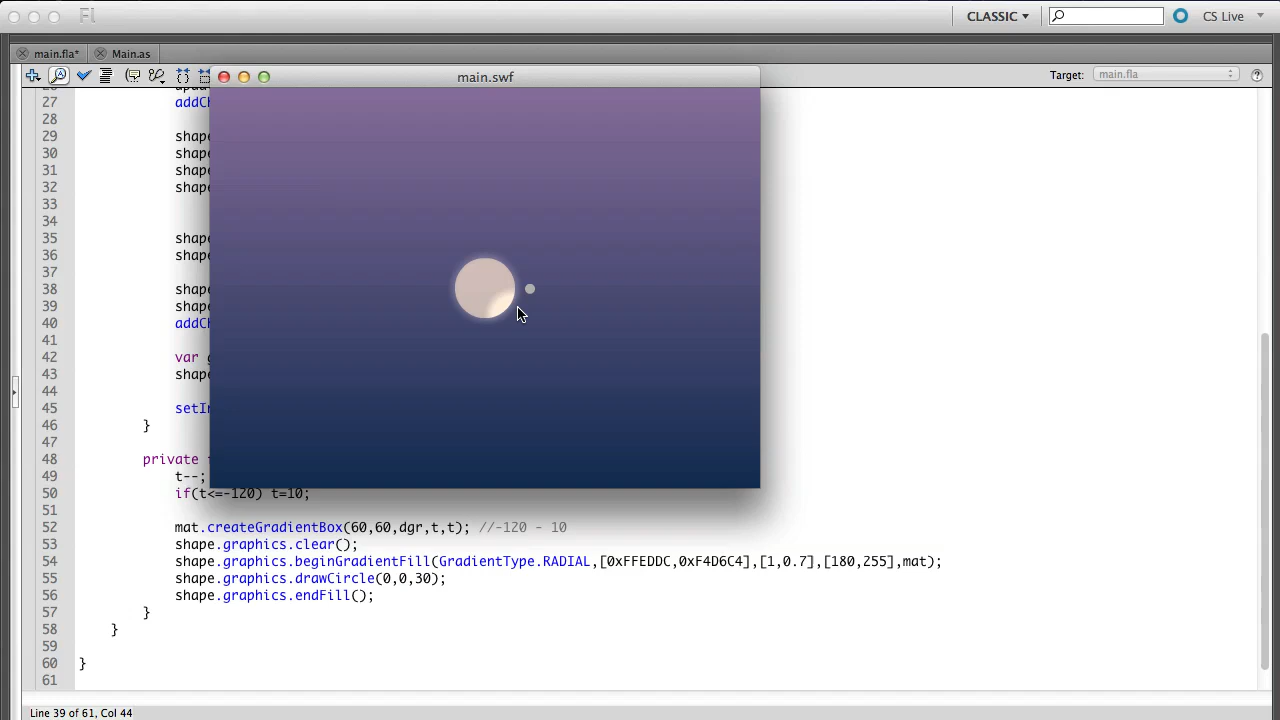 Fl
CLASSIC
CS Live
main.fla*
Main.as
main.swf
Target:
main.fla
27 addCh
28
29 shape
30 shape
31 shape
32 shape
33
34
35 shape
36 shape
37
38 shape
39 shape
40 addCh
41
42 var g
43 shape
44
45 setIn
46 }
47
48 private
49 t--;
50 if(t<=-120) t=10;
51
52 mat.createGradientBox(60,60,dgr,t,t); //-120 - 10
53 shape.graphics.clear();
54 shape.graphics.beginGradientFill(GradientType.RADIAL,[0xFFEDDC,0xF4D6C4],[1,0.7],[180,255],mat);
55 shape.graphics.drawCircle(0,0,30);
56 shape.graphics.endFill();
57 }
58 }
59
60 }
61
Line 39 of 61, Col 44